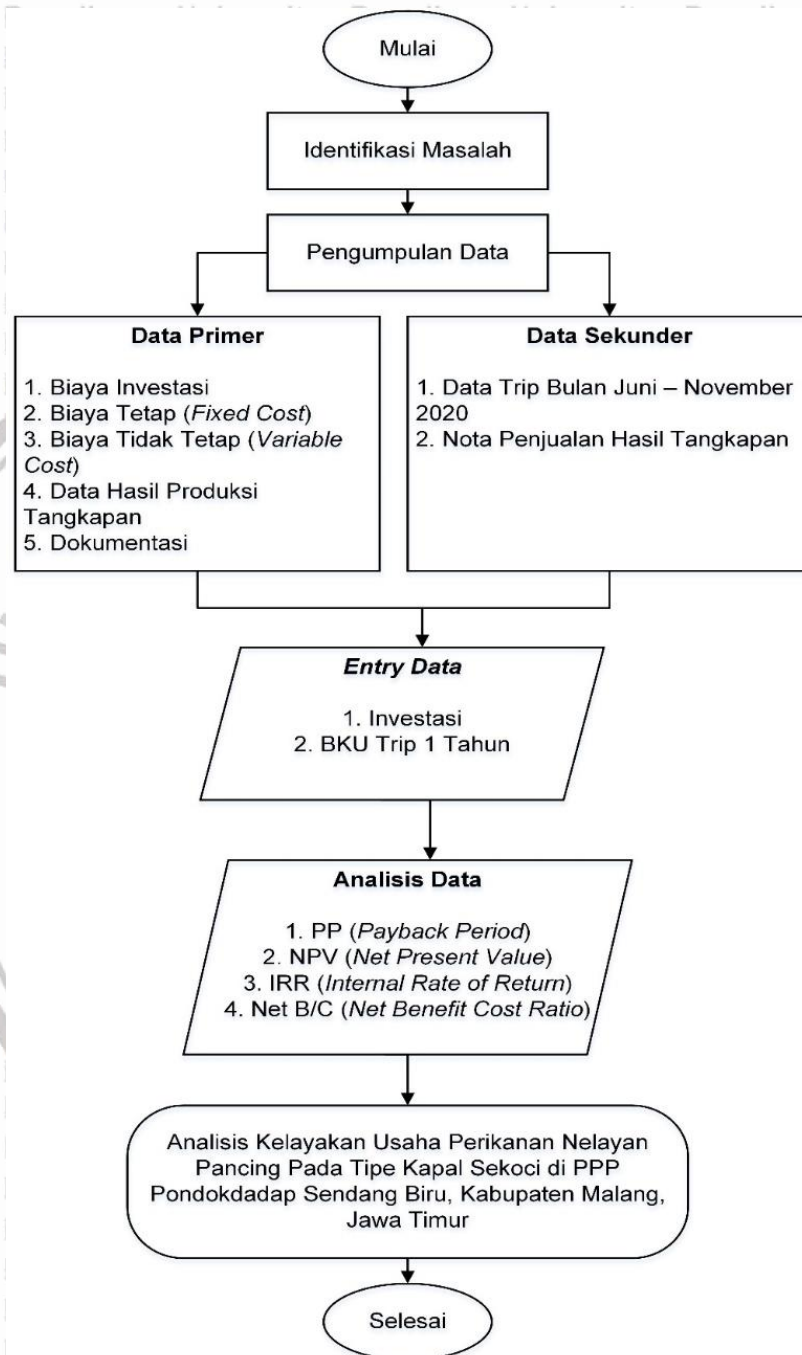 Mulai
Identifikasi Masalah
Pengumpulan Data
Data Primer
1. Biaya Investasi
2. Biaya Tetap (Fixed Cost)
3. Biaya Tidak Tetap (Variable
Cost)
4. Data Hasil Produksi
Tangkapan
5. Dokumentasi
Data Sekunder
1. Data Trip Bulan Juni – November
2020
2. Nota Penjualan Hasil Tangkapan
Entry Data
1. Investasi
2. BKU Trip 1 Tahun
Analisis Data
1. PP (Payback Period)
2. NPV (Net Present Value)
3. IRR (Internal Rate of Return)
4. Net B/C (Net Benefit Cost Ratio)
Analisis Kelayakan Usaha Perikanan Nelayan
Pancing Pada Tipe Kapal Sekoci di PPP
Pondokdadap Sendang Biru, Kabupaten Malang,
Jawa Timur
Selesai